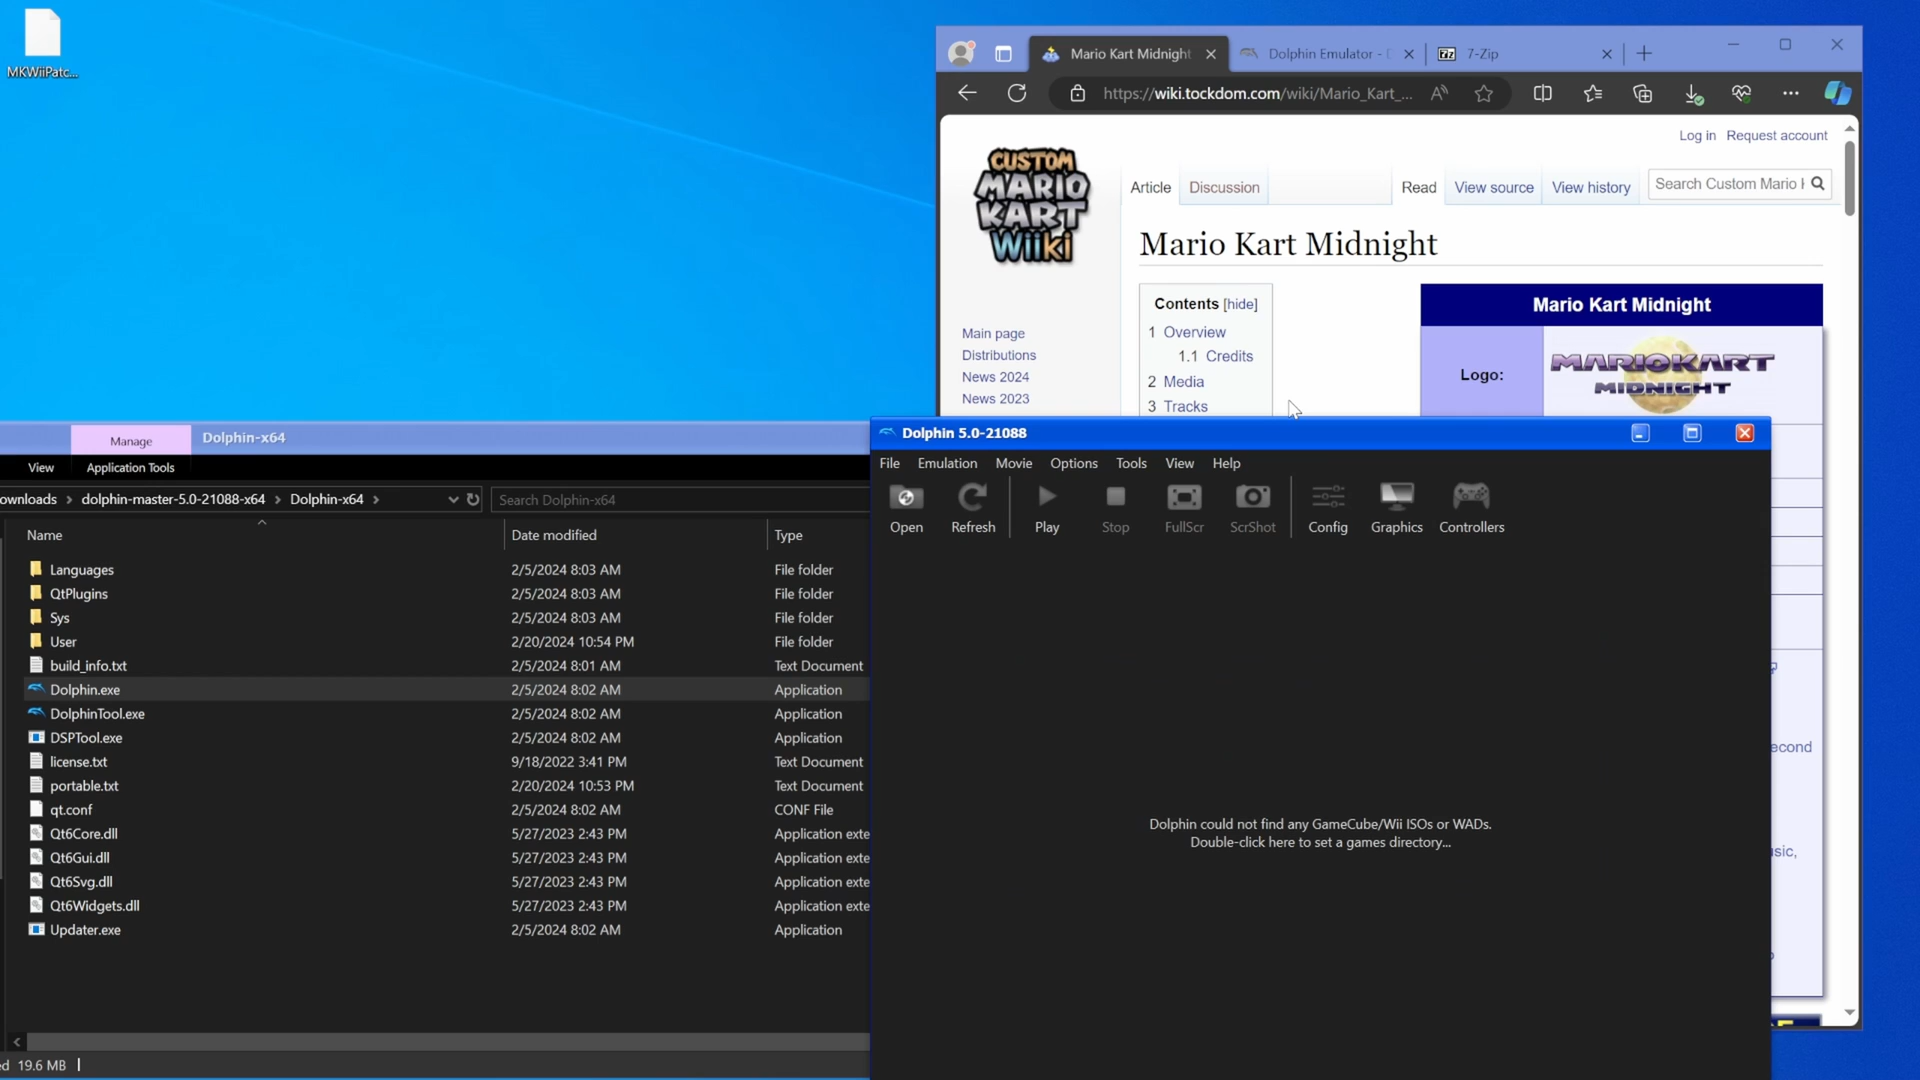 MKWiiPatc...
Mario Kart Midnight
Dolphin Emulator -
7-Zip
https://wiki.tockdom.com/wiki/Mario_Kart_...
Log in Request account
CUSTOM
MARIO
KART
Wiiki
Article Discussion Read View source View history Search Custom Mario
Mario Kart Midnight
Main page
Distributions
News 2024
News 2023
Contents [hide]
1 Overview
1.1 Credits
2 Media
3 Tracks
Mario Kart Midnight
Logo:
MARIOKART
MIDNIGHT
Manage Dolphin-x64
View Application Tools
ownloads > dolphin-master-5.0-21088-x64 > Dolphin-x64 > Search Dolphin-x64
Name Date modified Type
Languages 2/5/2024 8:03 AM File folder
QtPlugins 2/5/2024 8:03 AM File folder
Sys 2/5/2024 8:03 AM File folder
User 2/20/2024 10:54 PM File folder
build_info.txt 2/5/2024 8:01 AM Text Document
Dolphin.exe 2/5/2024 8:02 AM Application
DolphinTool.exe 2/5/2024 8:02 AM Application
DSPTool.exe 2/5/2024 8:02 AM Application
license.txt 9/18/2022 3:41 PM Text Document
portable.txt 2/20/2024 10:53 PM Text Document
qt.conf 2/5/2024 8:02 AM CONF File
Qt6Core.dll 5/27/2023 2:43 PM Application exte
Qt6Gui.dll 5/27/2023 2:43 PM Application exte
Qt6Svg.dll 5/27/2023 2:43 PM Application exte
Qt6Widgets.dll 5/27/2023 2:43 PM Application exte
Updater.exe 2/5/2024 8:02 AM Application
d 19.6 MB
Dolphin 5.0-21088
File Emulation Movie Options Tools View Help
Open Refresh Play Stop FullScr ScrShot Config Graphics Controllers
Dolphin could not find any GameCube/Wii ISOs or WADs.
Double-click here to set a games directory...
econd
sic,